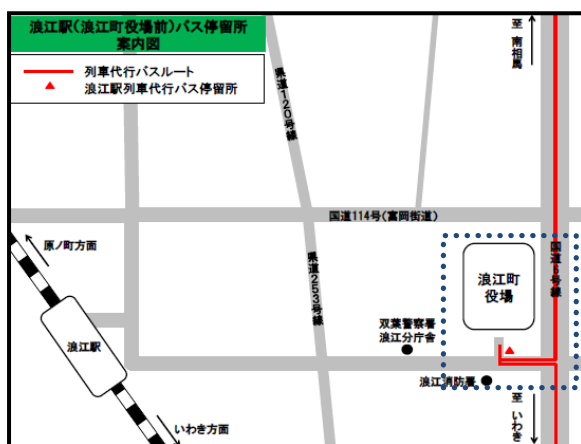 浪江駅(浪江町役場前)バス停留所
案内図
列車代行バスルート
浪江駅列車代行バス停留所
至 南相馬
県道120号線
国道114号(富岡街道)
原ノ町方面
国道6号線
県道253号線
浪江町
役場
双葉警察署
浪江分庁舎
浪江駅
浪江消防署
至 いわき
いわき方面